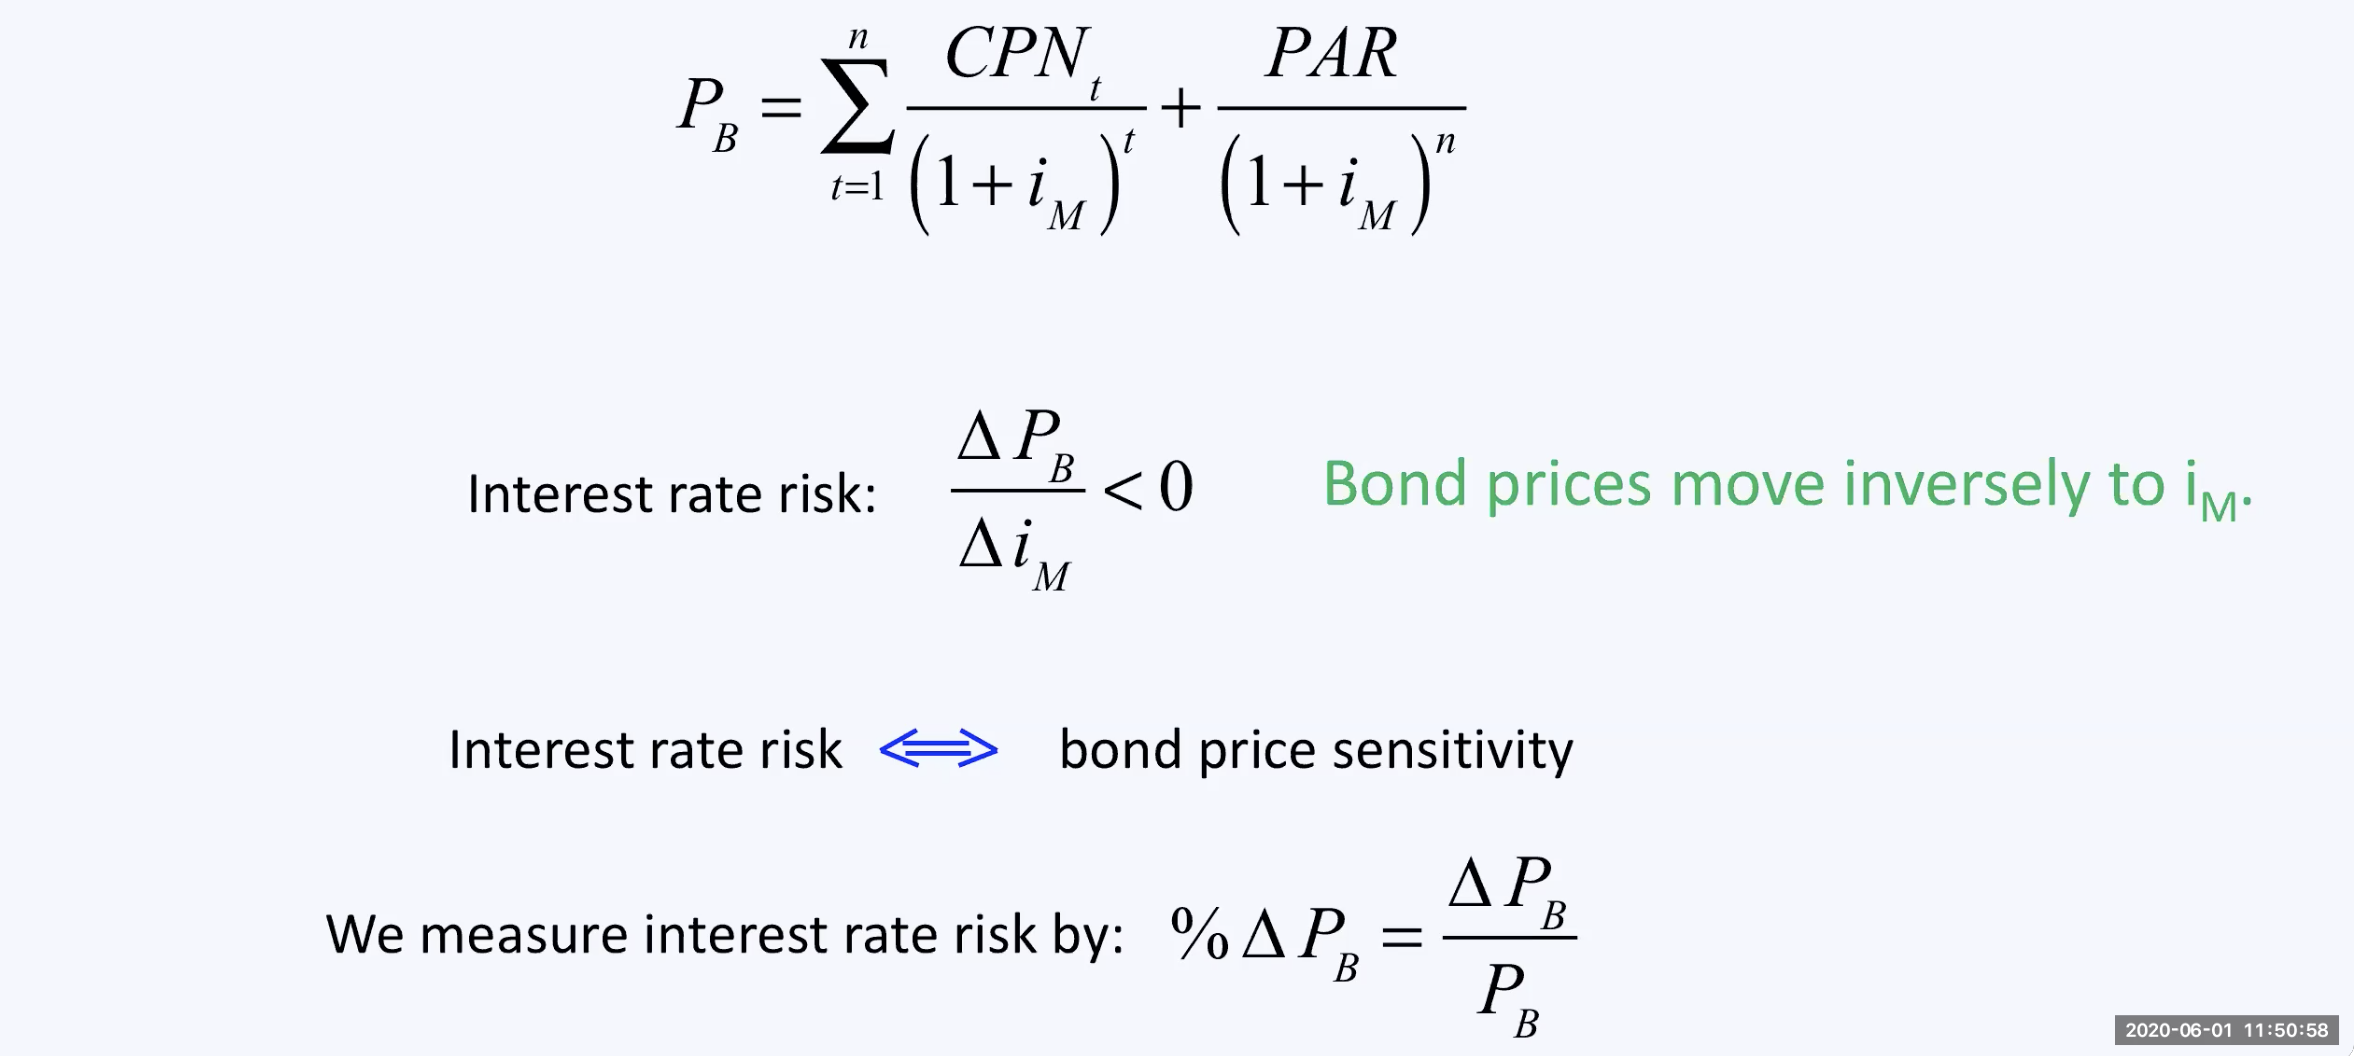 P_B = \sum_{t=1}^{n} \frac{CPN_t}{(1+i_M)^t} + \frac{PAR}{(1+i_M)^n}
Interest rate risk: \frac{\Delta P_B}{\Delta i_M} < 0 Bond prices move inversely to i_M.
Interest rate risk ⟺ bond price sensitivity
We measure interest rate risk by: \% \Delta P_B = \frac{\Delta P_B}{P_B}
2020-06-01 11:50:58